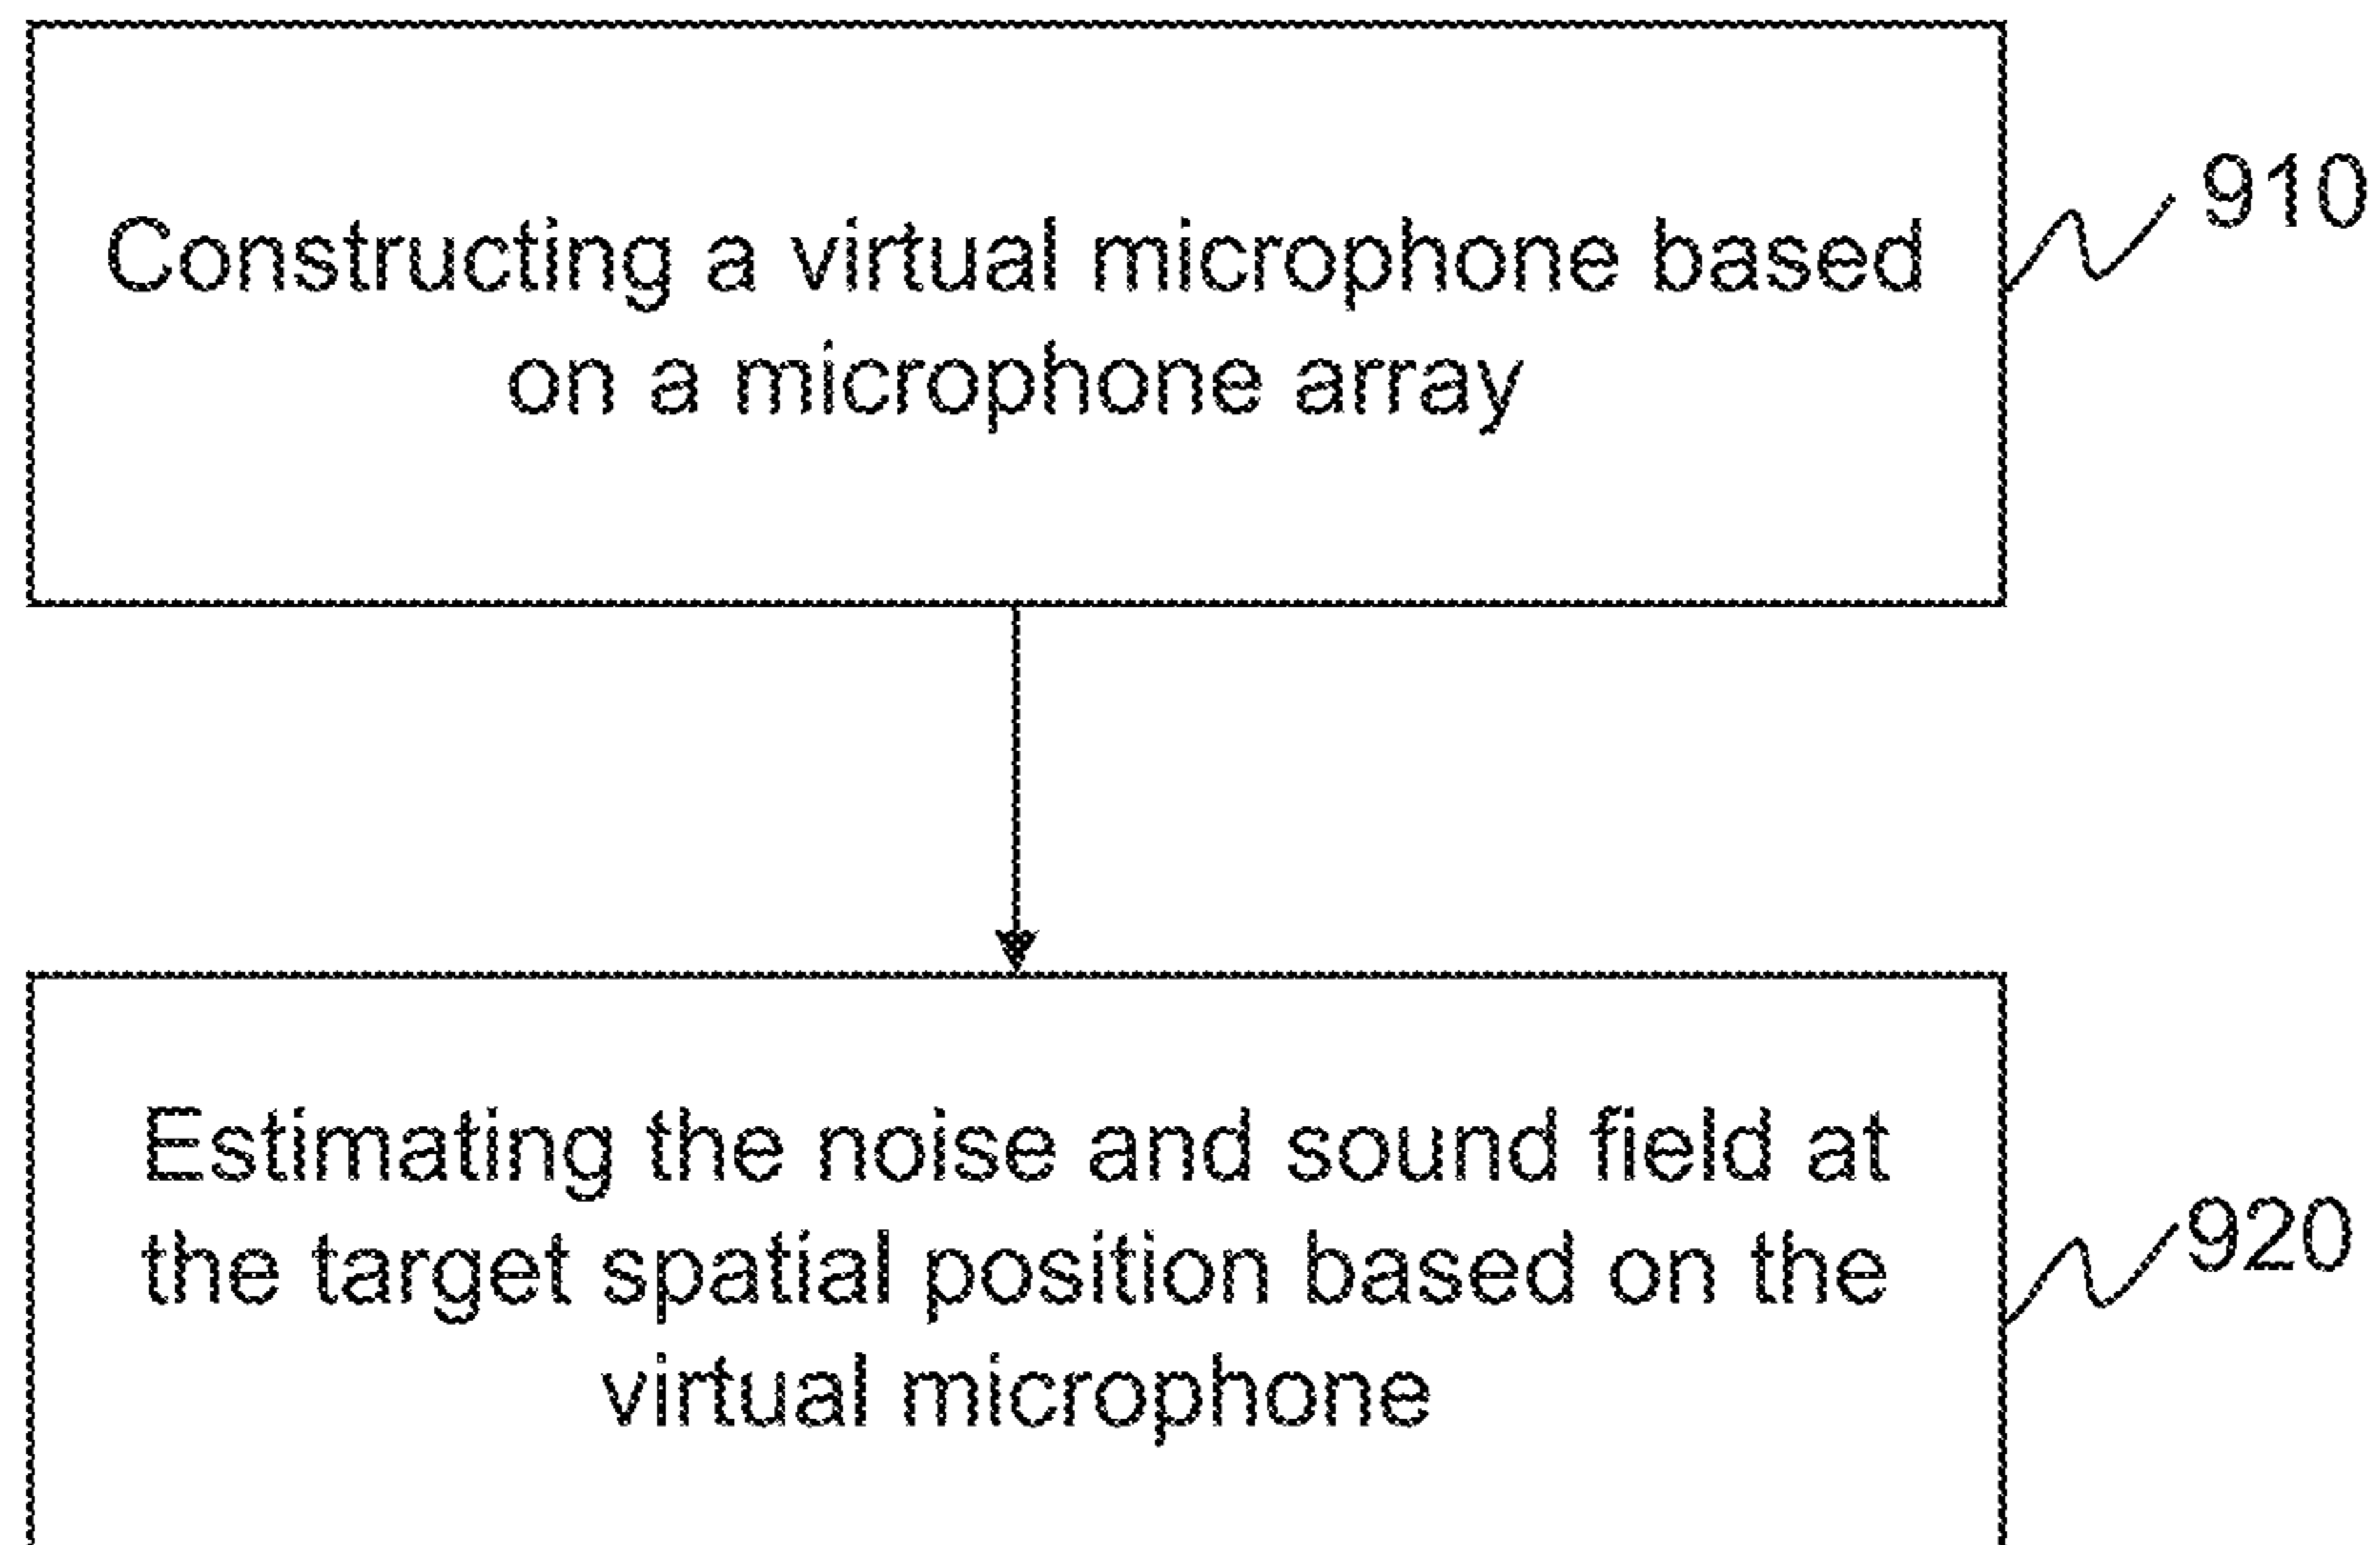 Constructing a virtual microphone based
on a microphone array
910
Estimating the noise and sound field at
the target spatial position based on the
virtual microphone
920